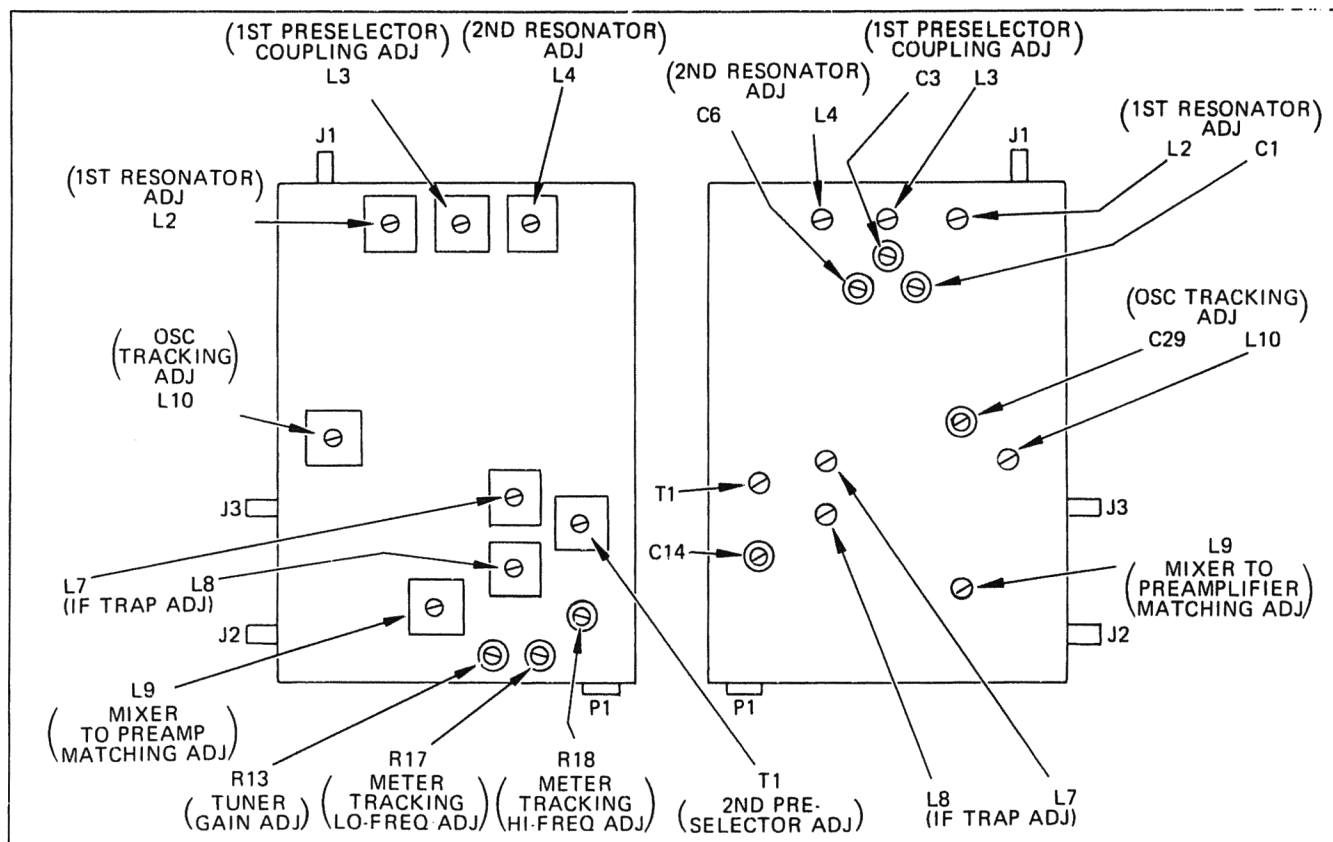 (1ST PRESELECTOR)
COUPLING ADJ
L3
(2ND RESONATOR)
ADJ
L4
J1
(1ST RESONATOR)
ADJ
L2
(OSC
TRACKING)
ADJ
L10
J3
L7 L8
(IF TRAP ADJ)
J2
L9
(MIXER
TO PREAMP
MATCHING ADJ)
R13
(TUNER
GAIN ADJ)
R17
(METER
TRACKING
LO-FREQ ADJ)
R18
(METER
TRACKING
HI-FREQ ADJ)
P1
T1
(2ND PRE-
SELECTOR ADJ)
(2ND RESONATOR)
ADJ
C6 L4
(1ST PRESELECTOR)
COUPLING ADJ
C3 L3
J1
(1ST RESONATOR)
ADJ
L2 C1
(OSC TRACKING)
ADJ
C29 L10
T1
C14
J3
L9
(MIXER TO
PREAMPLIFIER
MATCHING ADJ)
J2
P1
L8 L7
(IF TRAP ADJ)